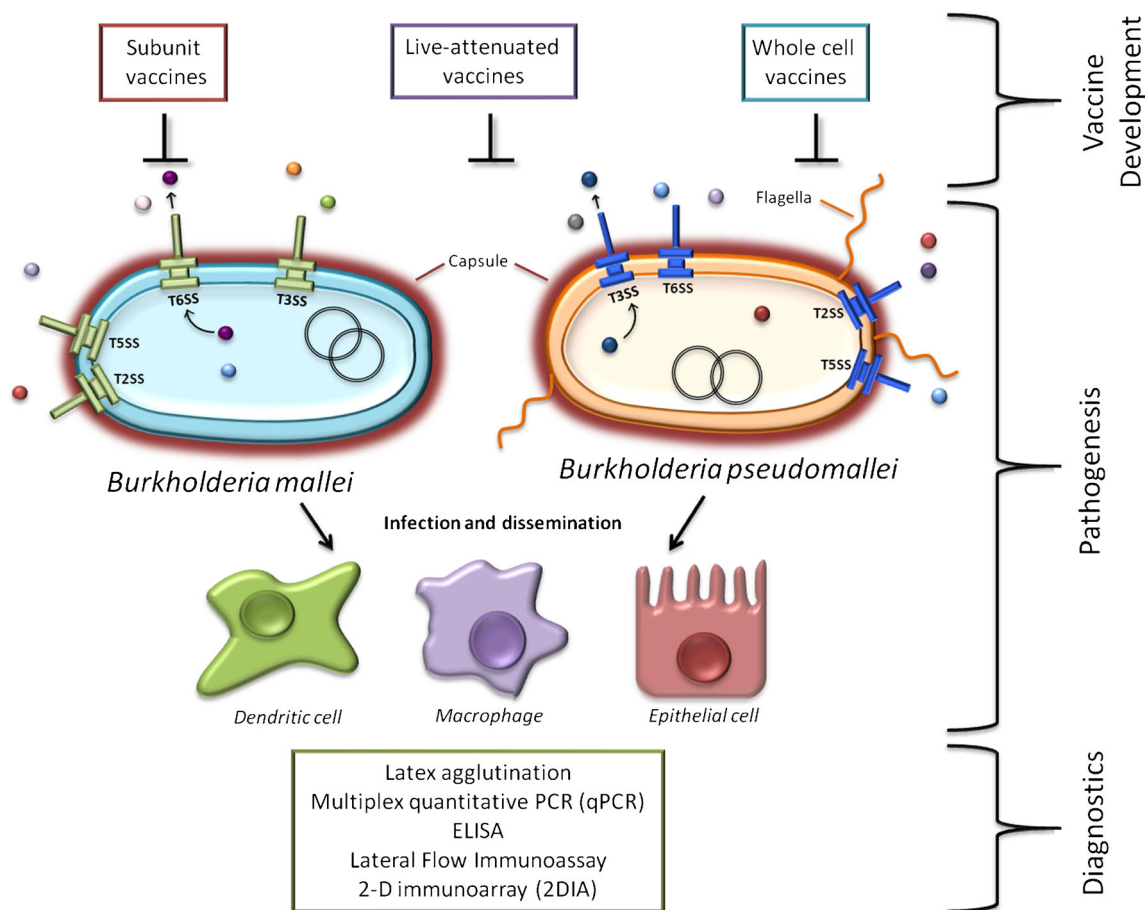 Subunit
vaccines
Live-attenuated
vaccines
Whole cell
vaccines
Vaccine
Development
Flagella
Capsule
T6SS
T3SS
T5SS
T2SS
T3SS
T6SS
T2SS
T5SS
Burkholderia mallei
Burkholderia pseudomallei
Pathogenesis
Infection and dissemination
Dendritic cell
Macrophage
Epithelial cell
Latex agglutination
Multiplex quantitative PCR (qPCR)
ELISA
Lateral Flow Immunoassay
2-D immunoarray (2DIA)
Diagnostics